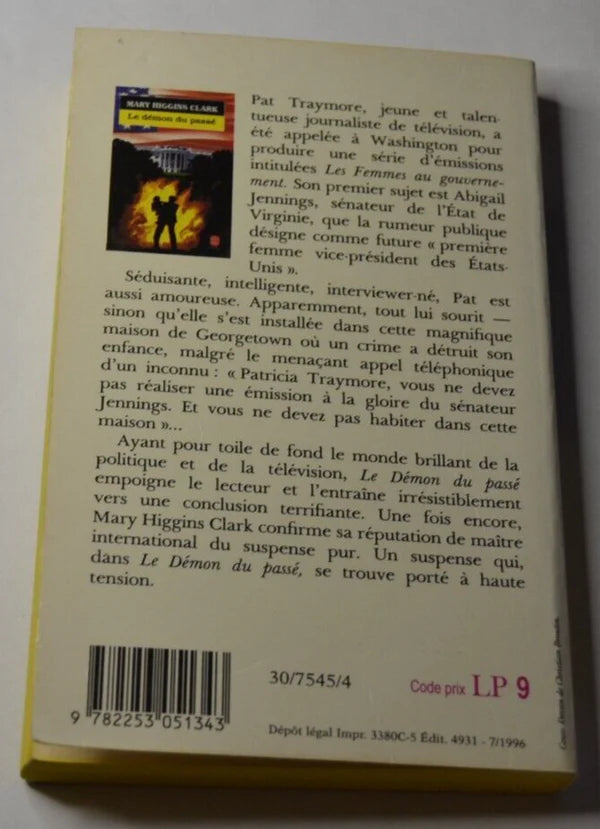 MARY HIGGINS CLARK
Le démon du passé
Pat Traymore, jeune et talen-
tueuse journaliste de télévision, a
été appelée à Washington pour
produire une série d'émissions
intitulées Les Femmes au gouverne-
ment. Son premier sujet est Abigail
Jennings, sénateur de l'État de
Virginie, que la rumeur publique
désigne comme future « première
femme vice-président des États-
Unis ».
Séduisante, intelligente, interviewer-né, Pat est
aussi amoureuse. Apparemment, tout lui sourit —
sinon qu'elle s'est installée dans cette magnifique
maison de Georgetown où un crime a détruit son
enfance, malgré le menaçant appel téléphonique
d'un inconnu : « Patricia Traymore, vous ne devez
pas réaliser une émission à la gloire du sénateur
Jennings. Et vous ne devez pas habiter dans cette
maison »...
Ayant pour toile de fond le monde brillant de la
politique et de la télévision, Le Démon du passé
empoigne le lecteur et l'entraîne irrésistiblement
vers une conclusion terrifiante. Une fois encore,
Mary Higgins Clark confirme sa réputation de maître
international du suspense pur. Un suspense qui,
dans Le Démon du passé, se trouve porté à haute
tension.
30/7545/4
Code prix LP 9
9 782253 051343
Dépôt légal Impr. 3380C-5 Édit. 4931 - 7/1996
Couv. Dessin de Christian Broutin.